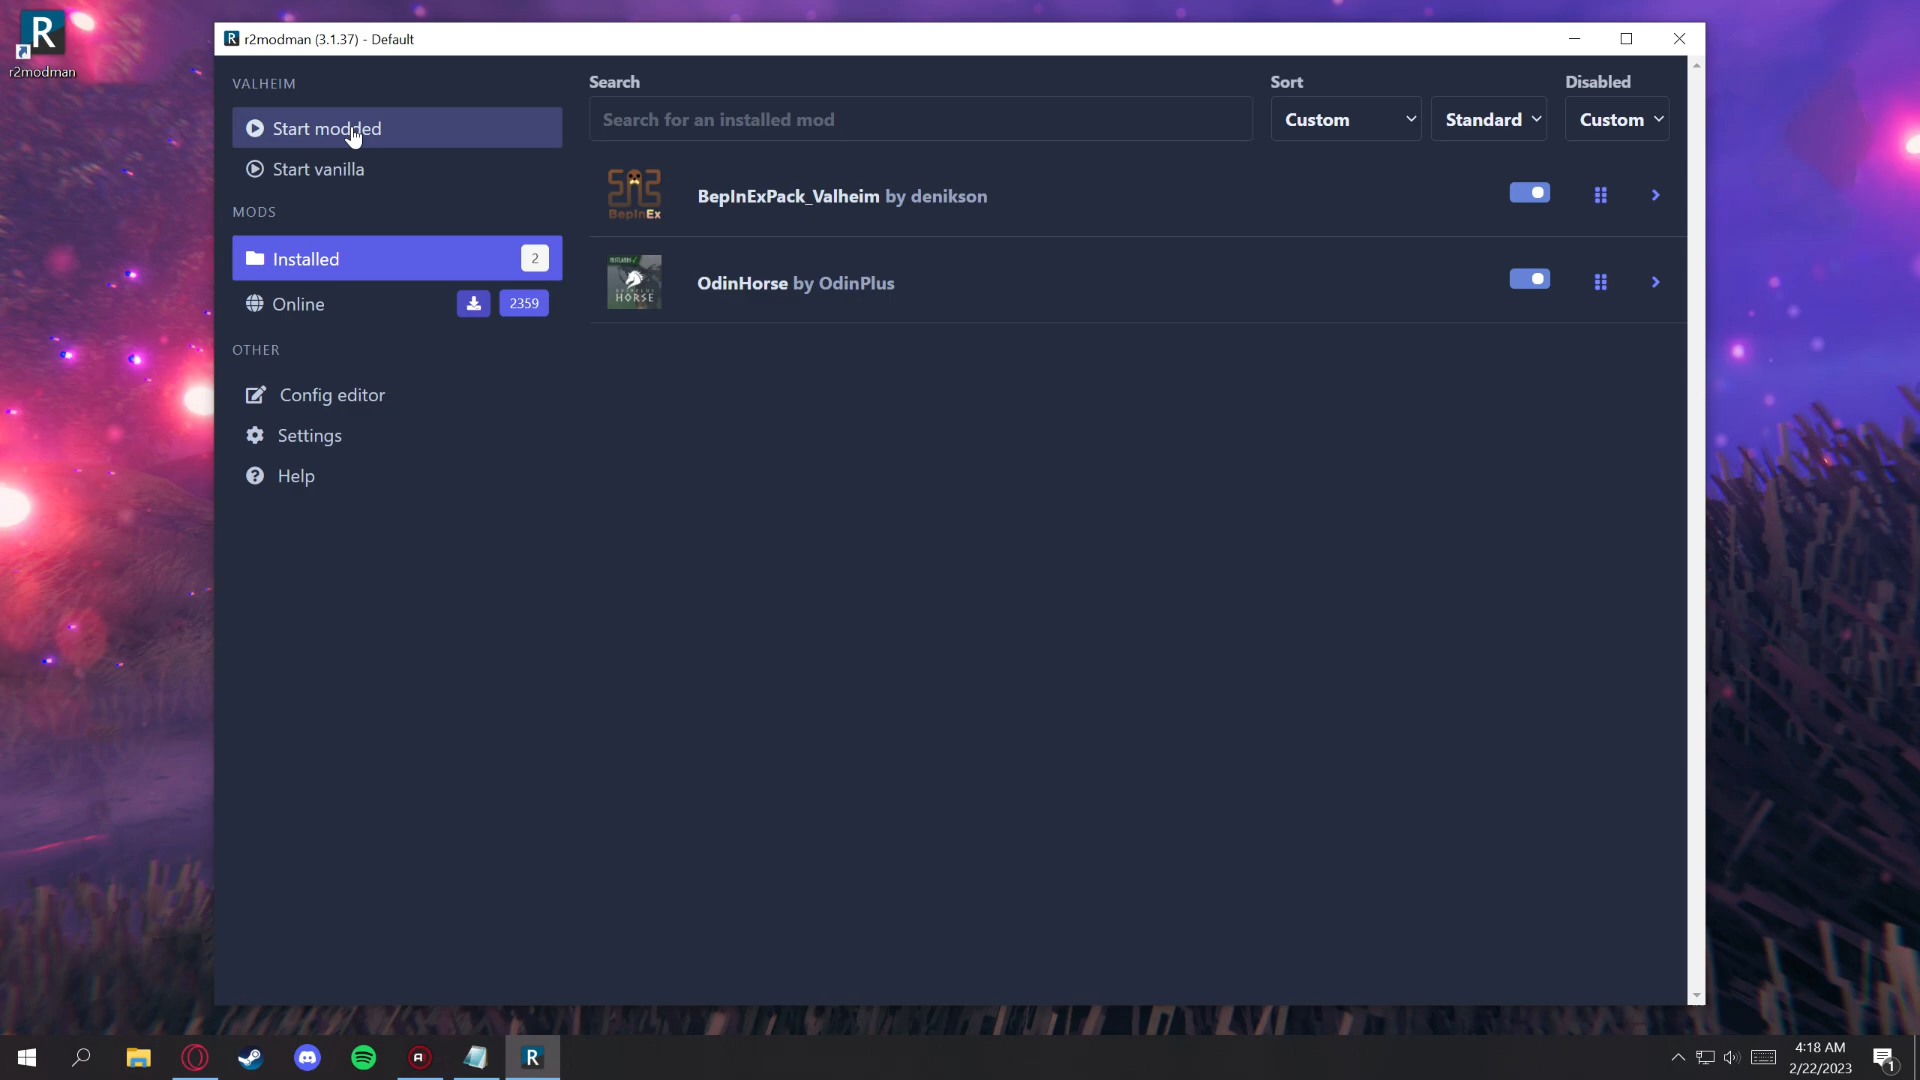 R
r2modman
R r2modman (3.1.37) - Default
VALHEIM
Start modded
Start vanilla
MODS
Installed 2
Online 2359
OTHER
Config editor
Settings
? Help
Search
Search for an installed mod
Sort
Custom
Standard
Disabled
Custom
BepInEx
BepInExPack_Valheim by denikson
HORSE
OdinHorse by OdinPlus
R
4:18 AM
2/22/2023
1